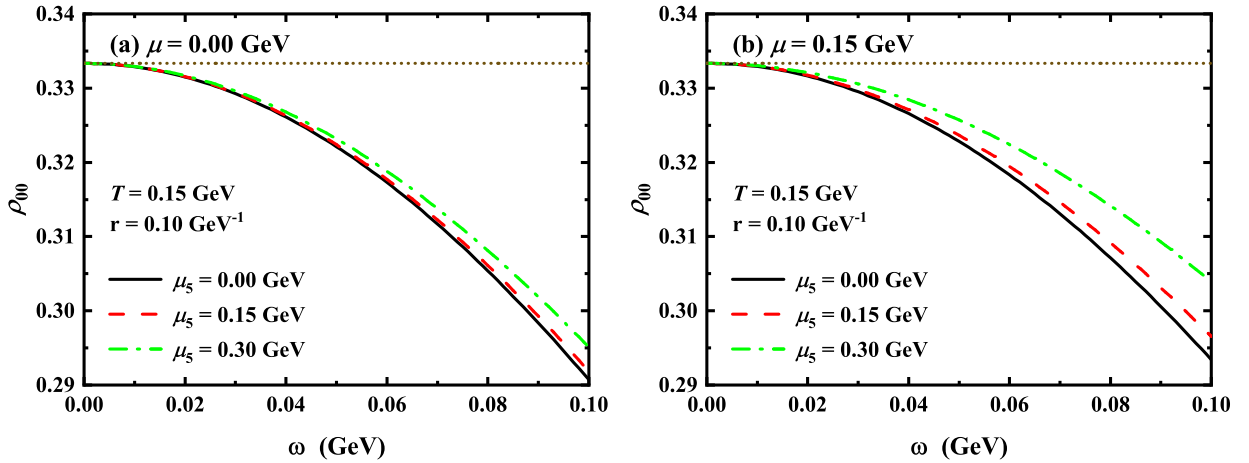 (a) μ = 0.00 GeV
0.34
0.33
0.32
0.31
0.30
0.29
ρ00
T = 0.15 GeV
r = 0.10 GeV-1
μ5 = 0.00 GeV
μ5 = 0.15 GeV
μ5 = 0.30 GeV
0.00 0.02 0.04 0.06 0.08 0.10
ω (GeV)
(b) μ = 0.15 GeV
0.34
0.33
0.32
0.31
0.30
0.29
ρ00
T = 0.15 GeV
r = 0.10 GeV-1
μ5 = 0.00 GeV
μ5 = 0.15 GeV
μ5 = 0.30 GeV
0.00 0.02 0.04 0.06 0.08 0.10
ω (GeV)